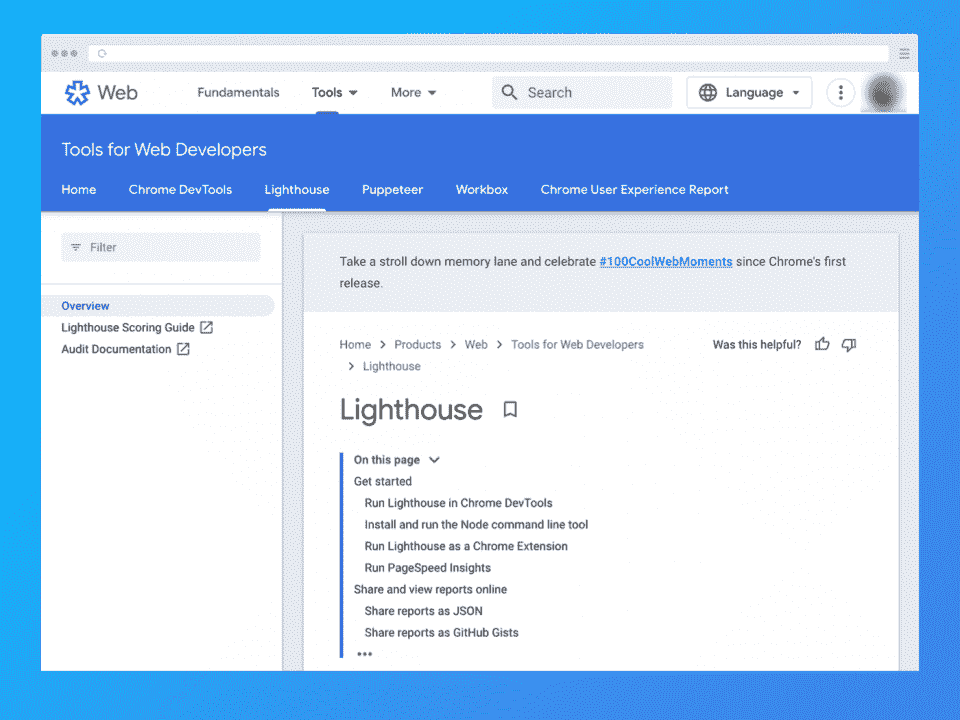 Web
Fundamentals
Tools
More
Search
Language
Tools for Web Developers
Home
Chrome DevTools
Lighthouse
Puppeteer
Workbox
Chrome User Experience Report
Filter
Overview
Lighthouse Scoring Guide
Audit Documentation
Take a stroll down memory lane and celebrate #100CoolWebMoments since Chrome's first
release.
Home > Products > Web > Tools for Web Developers
> Lighthouse
Was this helpful?
Lighthouse
On this page
Get started
Run Lighthouse in Chrome DevTools
Install and run the Node command line tool
Run Lighthouse as a Chrome Extension
Run PageSpeed Insights
Share and view reports online
Share reports as JSON
Share reports as GitHub Gists